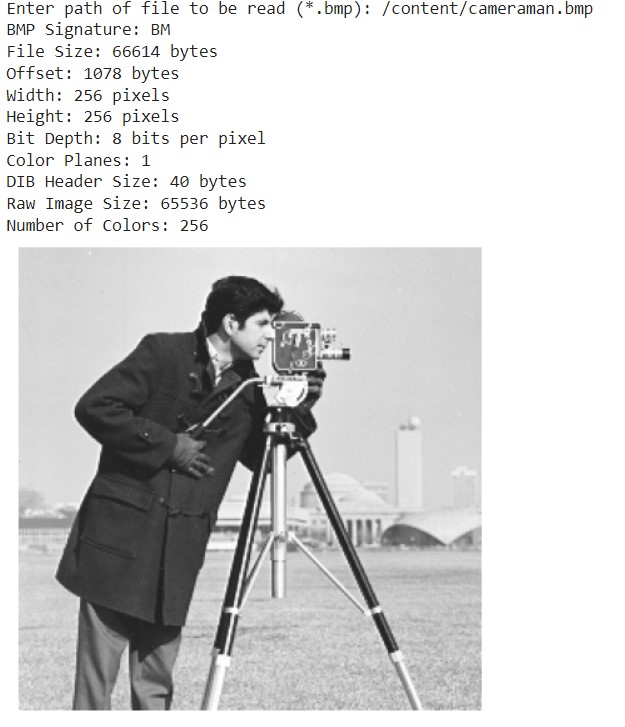 Enter path of file to be read (*.bmp): /content/cameraman.bmp
BMP Signature: BM
File Size: 66614 bytes
Offset: 1078 bytes
Width: 256 pixels
Height: 256 pixels
Bit Depth: 8 bits per pixel
Color Planes: 1
DIB Header Size: 40 bytes
Raw Image Size: 65536 bytes
Number of Colors: 256